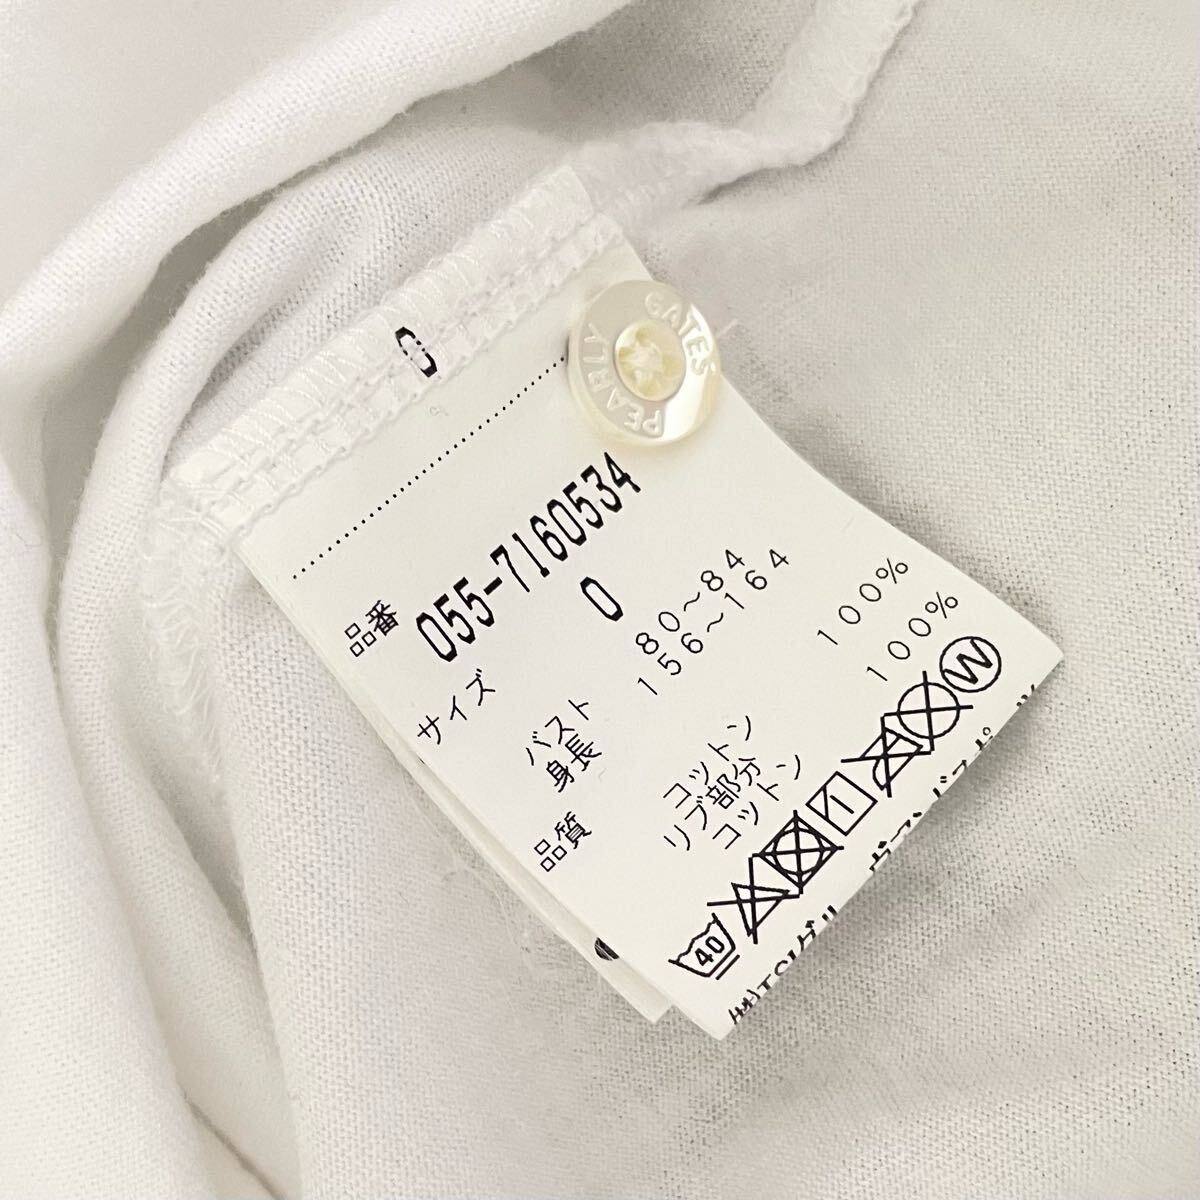 0
PEARLY GATES
品番 055-7160534
サイズ 0
バスト 80～84
身長 156～164
品質 コットン 100%
リブ部分
コットン 100%
40
W